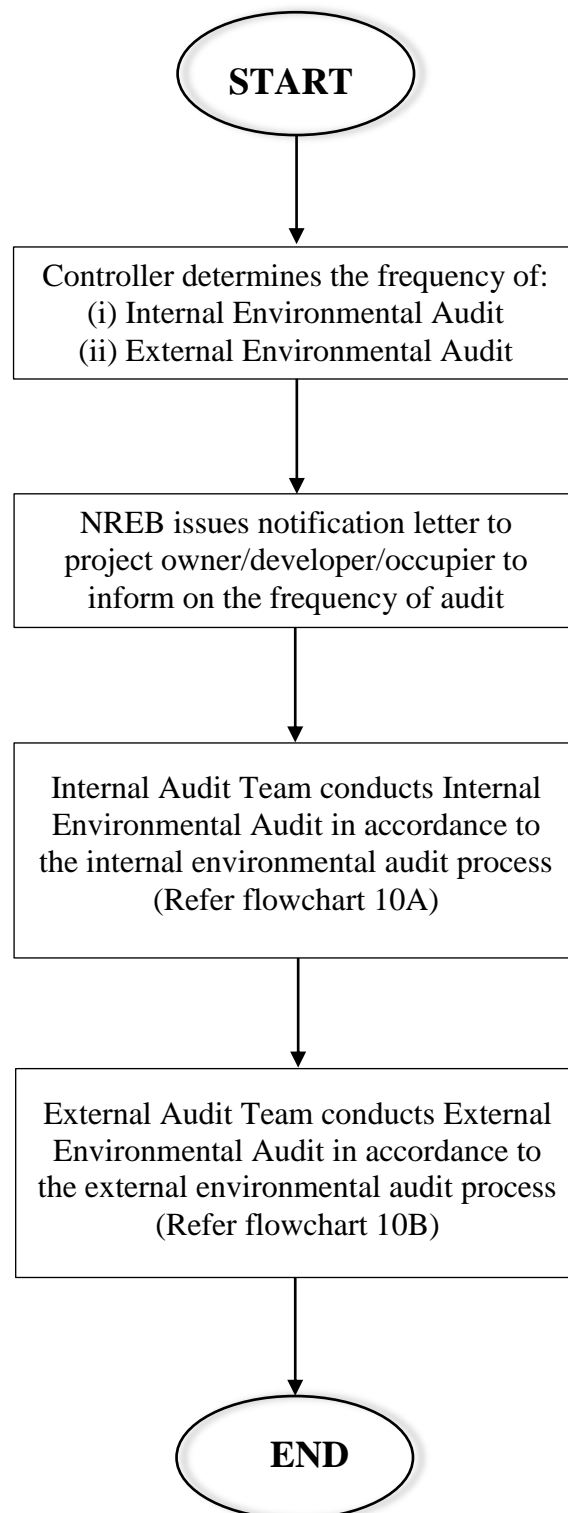 START
Controller determines the frequency of:
(i) Internal Environmental Audit
(ii) External Environmental Audit
NREB issues notification letter to
project owner/developer/occupier to
inform on the frequency of audit
Internal Audit Team conducts Internal
Environmental Audit in accordance to
the internal environmental audit process
(Refer flowchart 10A)
External Audit Team conducts External
Environmental Audit in accordance to
the external environmental audit process
(Refer flowchart 10B)
END